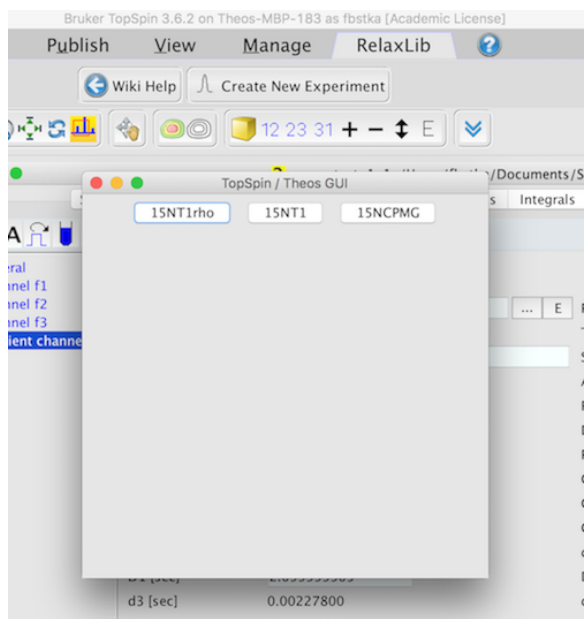 Bruker TopSpin 3.6.2 on Theos-MBP-183 as fbstka [Academic License]
Publish View Manage RelaxLib ?
Wiki Help Create New Experiment
12 23 31 E
/Documents/S
TopSpin / Theos GUI
s Integrals
15NT1rho 15NT1 15NCPMG
A
eral
nnel f1
nnel f2
... E
nnel f3
ient channe
d3 [sec] 0.00227800